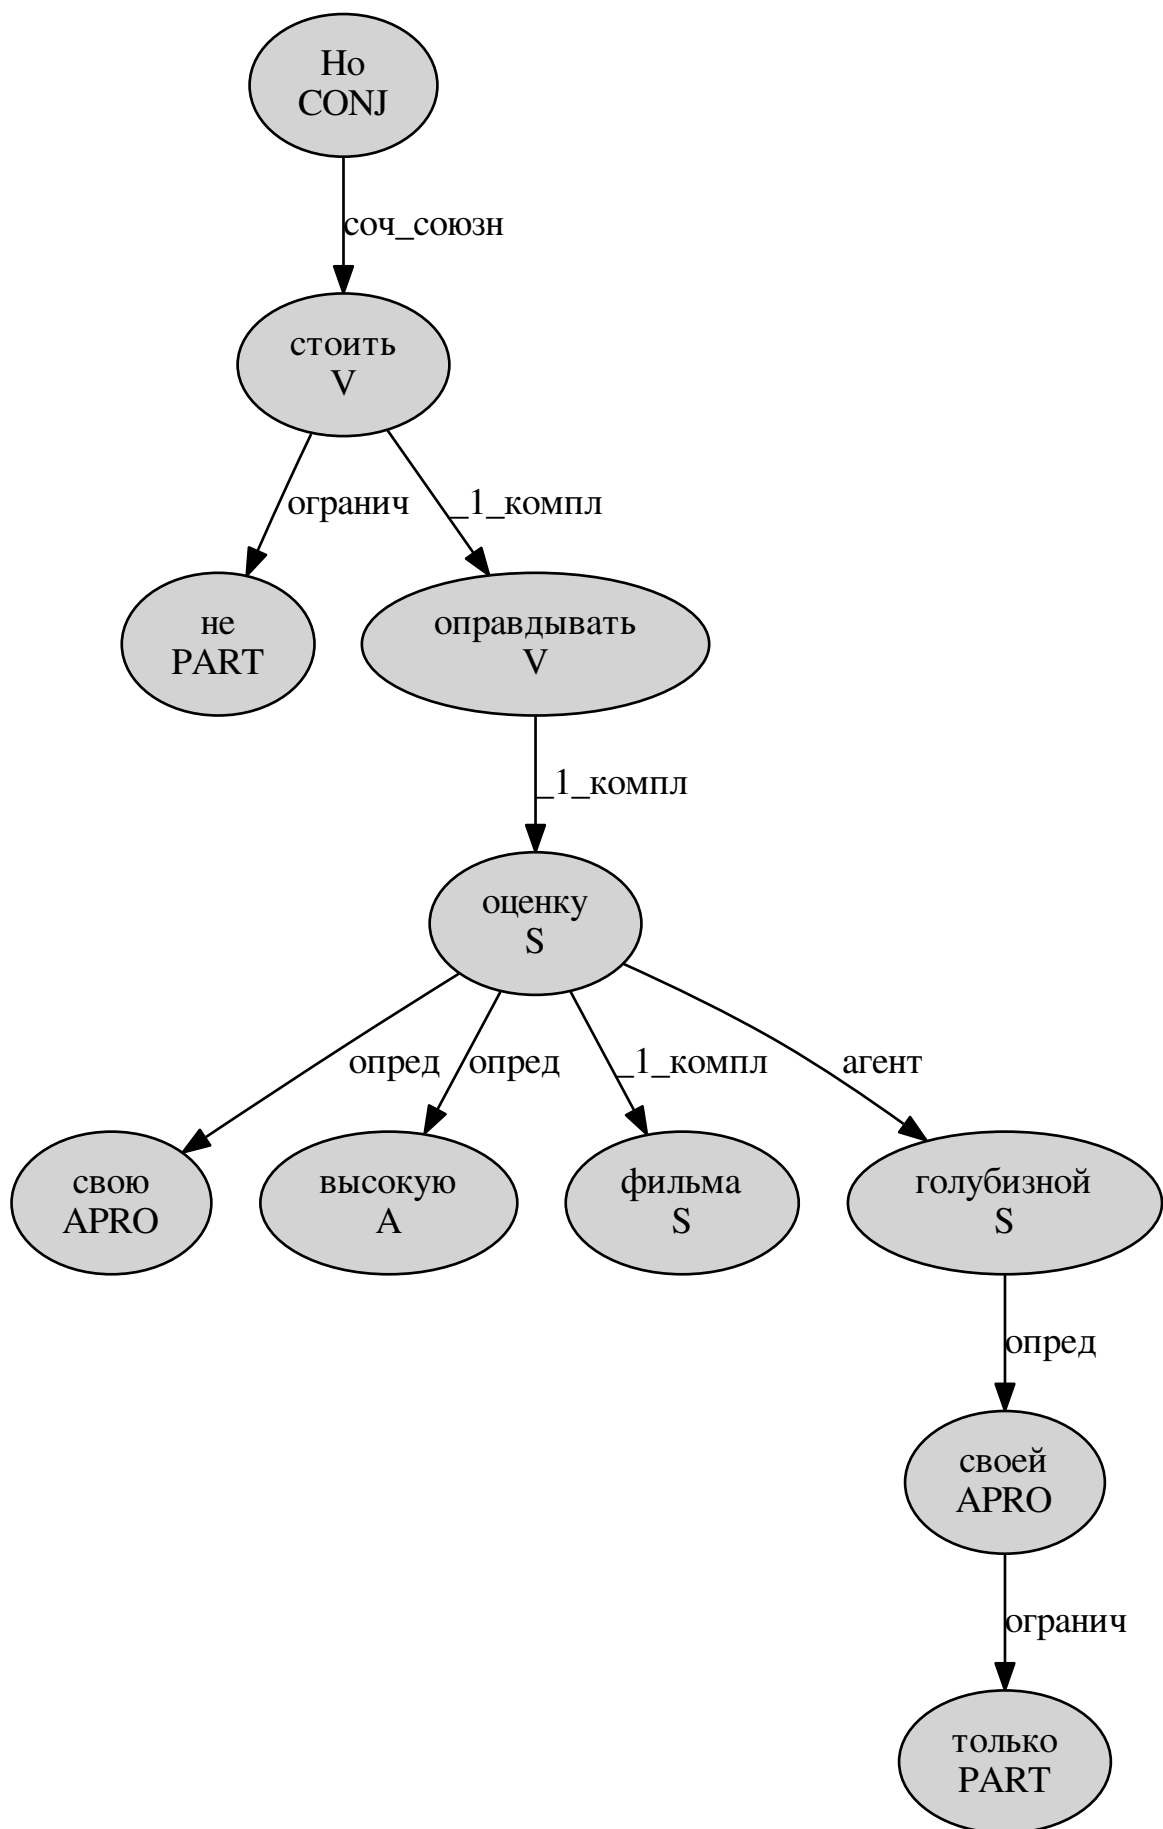 Но
CONJ
соч_союзн
стоить
V
огранич
_1_компл
не
PART
оправдывать
V
_1_компл
оценку
S
опред
опред
_1_компл
агент
свою
APRO
высокую
A
фильма
S
голубизной
S
опред
своей
APRO
огранич
только
PART